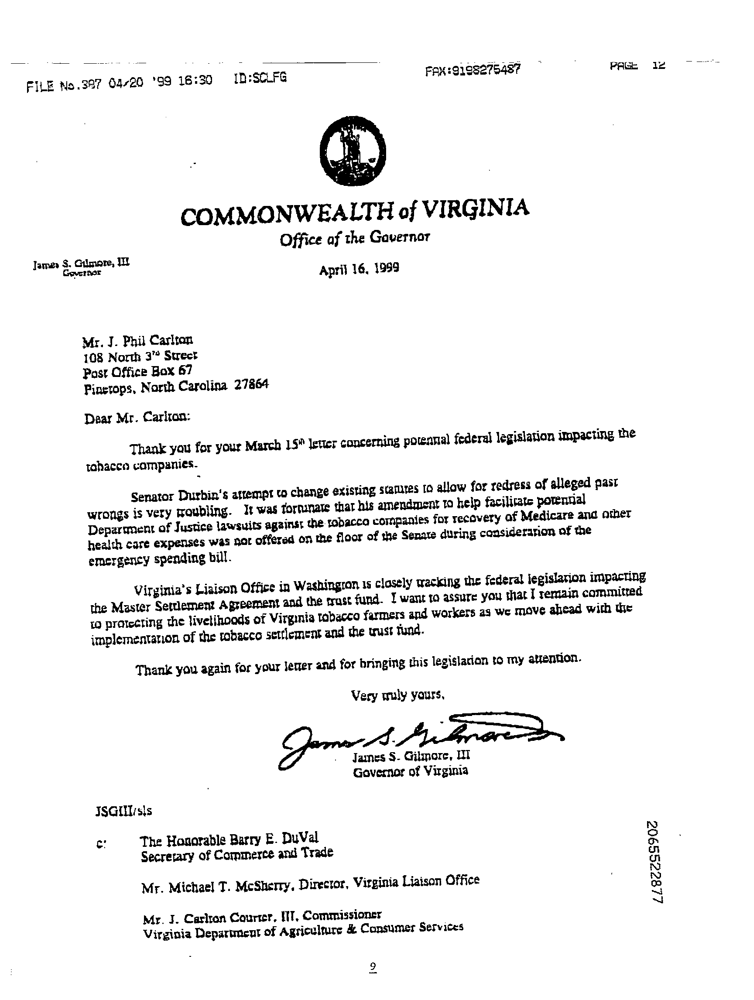 FILE No.397 04/20 '99 16:30 ID:SCLFG FAX:9198275487 PAGE 12
COMMONWEALTH of VIRGINIA
Office of the Governor
James S. Gilmore, III
Governor
April 16, 1999
Mr. J. Phil Carlton
108 North 3rd Street
Post Office Box 67
Pinetops, North Carolina 27864
Dear Mr. Carlton:
Thank you for your March 15th letter concerning potential federal legislation impacting the
tobacco companies.
Senator Durbin's attempt to change existing statutes to allow for redress of alleged past
wrongs is very troubling. It was fortunate that his amendment to help facilitate potential
Department of Justice lawsuits against the tobacco companies for recovery of Medicare and other
health care expenses was not offered on the floor of the Senate during consideration of the
emergency spending bill.
Virginia's Liaison Office in Washington is closely tracking the federal legislation impacting
the Master Settlement Agreement and the trust fund. I want to assure you that I remain committed
to protecting the livelihoods of Virginia tobacco farmers and workers as we move ahead with the
implementation of the tobacco settlement and the trust fund.
Thank you again for your letter and for bringing this legislation to my attention.
Very truly yours,
James S. Gilmore III
James S. Gilmore, III
Governor of Virginia
JSGIII/sls
c: The Honorable Barry E. DuVal
Secretary of Commerce and Trade
Mr. Michael T. McSherry, Director, Virginia Liaison Office
Mr. J. Carlton Courter, III, Commissioner
Virginia Department of Agriculture & Consumer Services
2065522877
9